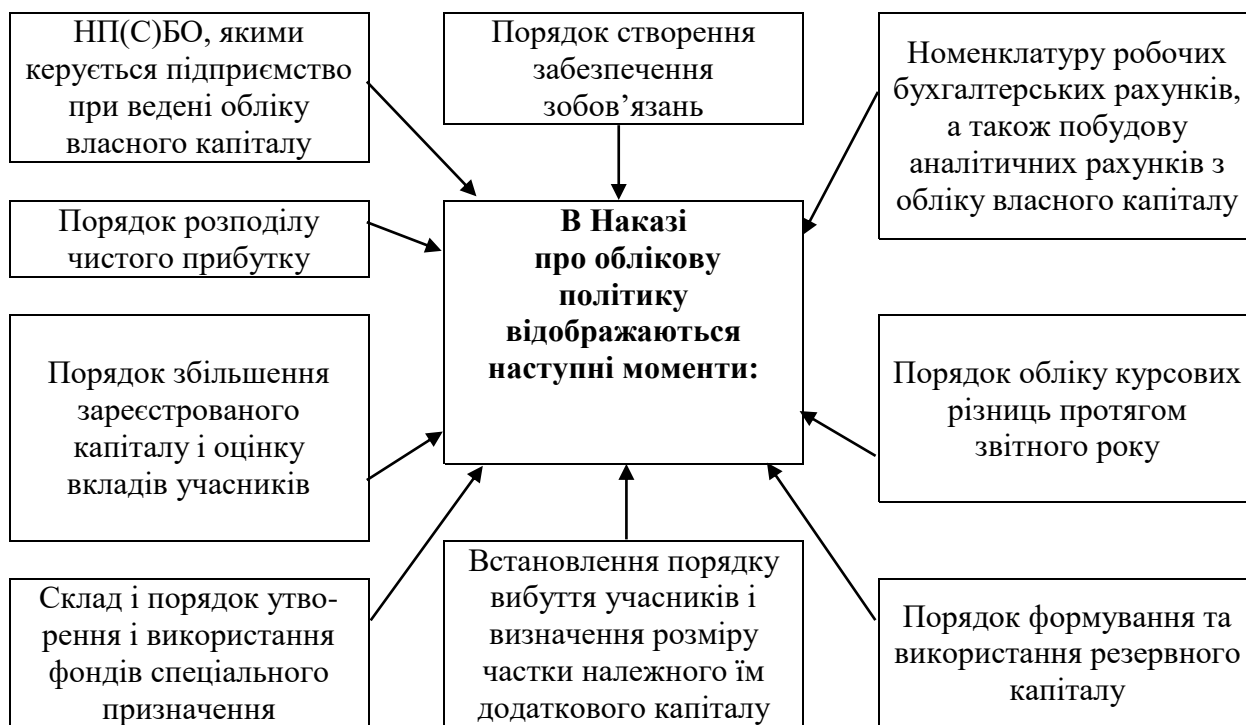 НП(С)БО, якими
керується підприємство
при ведені обліку
власного капіталу
Порядок створення
забезпечення
зобов’язань
Номенклатуру робочих
бухгалтерських рахунків,
а також побудову
аналітичних рахунків з
обліку власного капіталу
Порядок розподілу
чистого прибутку
В Наказі
про облікову
політику
відображаються
наступні моменти:
Порядок збільшення
зареєстрованого
капіталу і оцінку
вкладів учасників
Порядок обліку курсових
різниць протягом
звітного року
Склад і порядок утво-
рення і використання
фондів спеціального
призначення
Встановлення порядку
вибуття учасників і
визначення розміру
частки належного їм
додаткового капіталу
Порядок формування та
використання резервного
капіталу